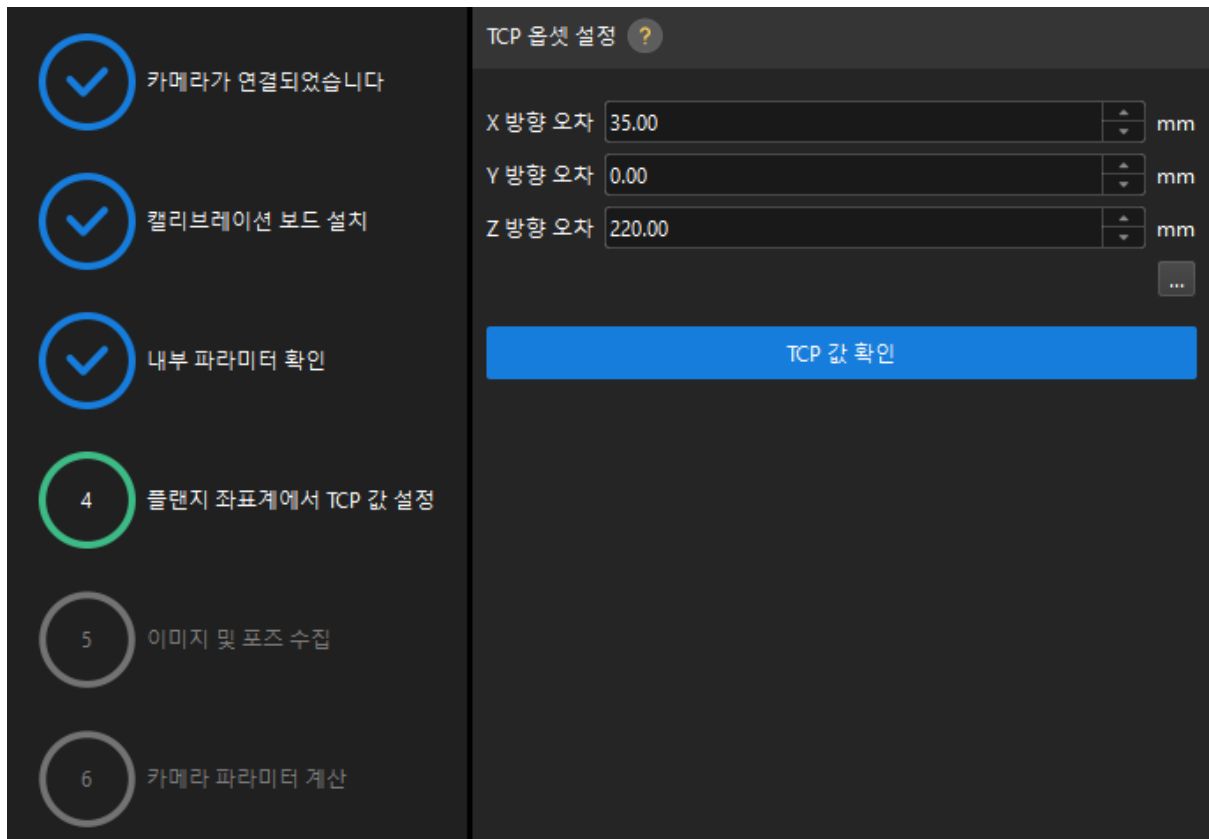 카메라가 연결되었습니다
캘리브레이션 보드 설치
내부 파라미터 확인
4 플랜지 좌표계에서 TCP 값 설정
5 이미지 및 포즈 수집
6 카메라 파라미터 계산
TCP 옵셋 설정 ?
X 방향 오차 35.00 mm
Y 방향 오차 0.00 mm
Z 방향 오차 220.00 mm
...
TCP 값 확인